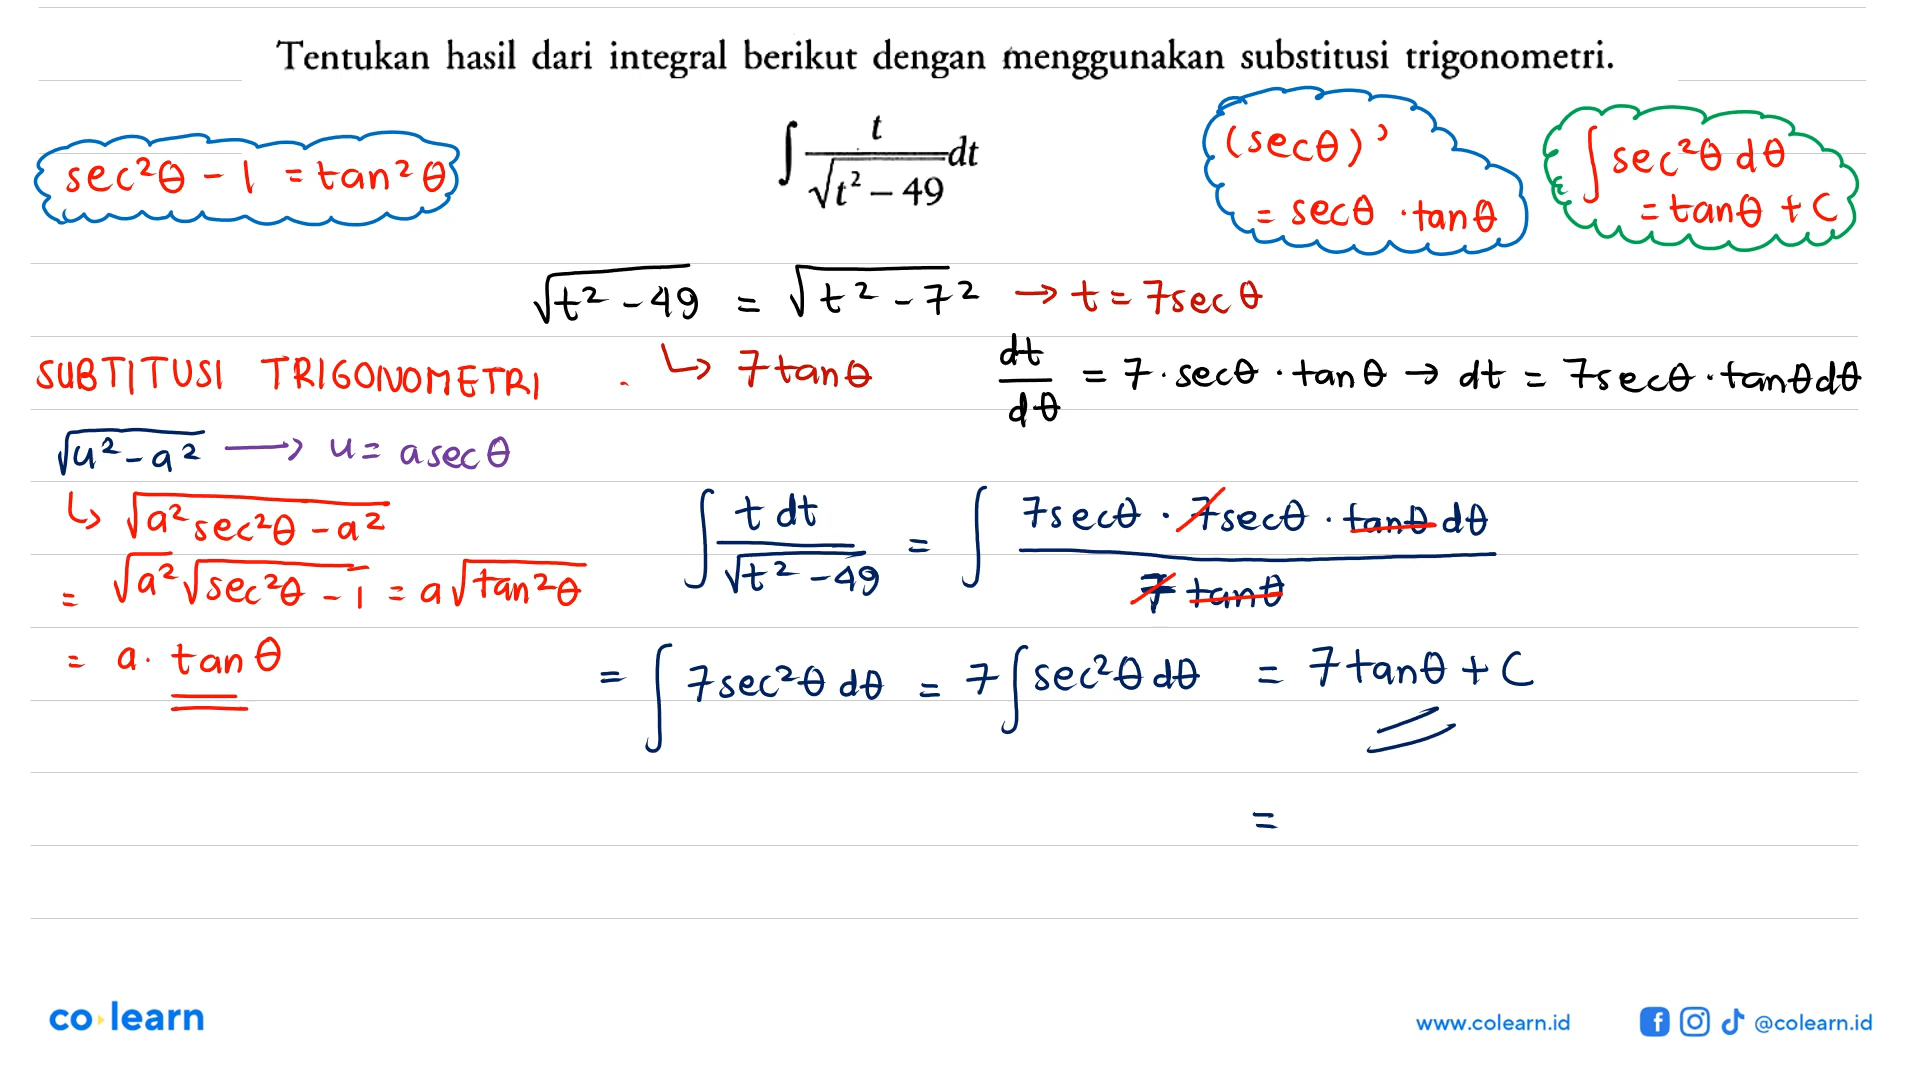 Tentukan hasil dari integral berikut dengan menggunakan substitusi trigonometri.
∫ t/√(t² – 49) dt
sec²θ – 1 = tan²θ
(secθ)'
= secθ · tanθ
∫ sec²θ dθ
= tanθ + C
√(t² – 49) = √(t² – 7²) → t = 7secθ
↳ 7tanθ
dt/dθ = 7 · secθ · tanθ → dt = 7secθ · tanθdθ
SUBTITUSI TRIGONOMETRI
√(u² – a²) → u = a secθ
↳ √(a² sec²θ – a²)
= √a² √(sec²θ – 1) = a√(tan²θ)
= a · tanθ
∫ t dt/√(t² – 49) = ∫ 7secθ · 7secθ · tanθ dθ/7 tanθ
= ∫ 7sec²θ dθ = 7∫ sec²θ dθ = 7tanθ + C
=
co learn
www.colearn.id
@colearn.id